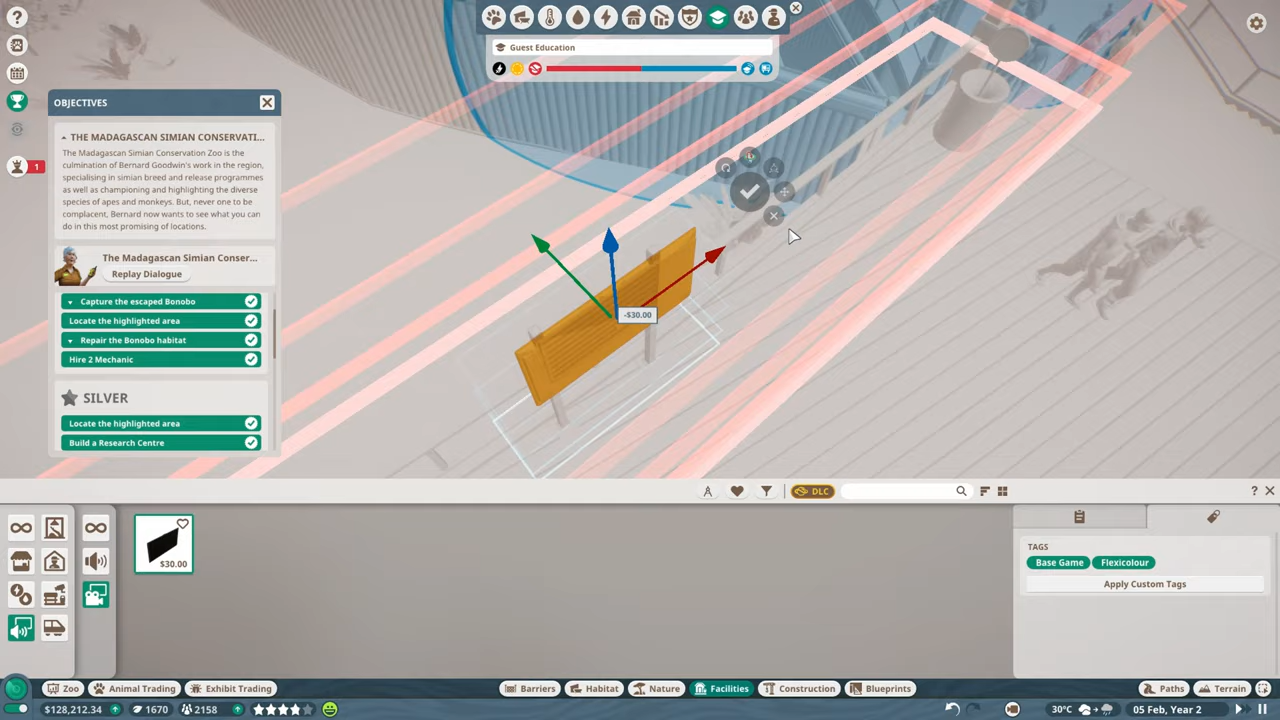 Guest Education
OBJECTIVES
THE MADAGASCAN SIMIAN CONSERVATI...
The Madagascan Simian Conservation Zoo is the
culmination of Bernard Goodwin's work in the region,
specialising in simian breed and release programmes
as well as championing and highlighting the diverse
species of apes and monkeys. But, never one to be
complacent, Bernard now wants to see what you can
do in this most promising of locations.
1
The Madagascan Simian Conser...
Replay Dialogue
Capture the escaped Bonobo
Locate the highlighted area
Repair the Bonobo habitat
Hire 2 Mechanic
SILVER
Locate the highlighted area
Build a Research Centre
-$30.00
DLC
?
$30.00
TAGS
Base Game
Flexicolour
Apply Custom Tags
Zoo
Animal Trading
Exhibit Trading
Barriers
Habitat
Nature
Facilities
Construction
Blueprints
Paths
Terrain
$128,212.34
1670
2158
30°C
05 Feb, Year 2